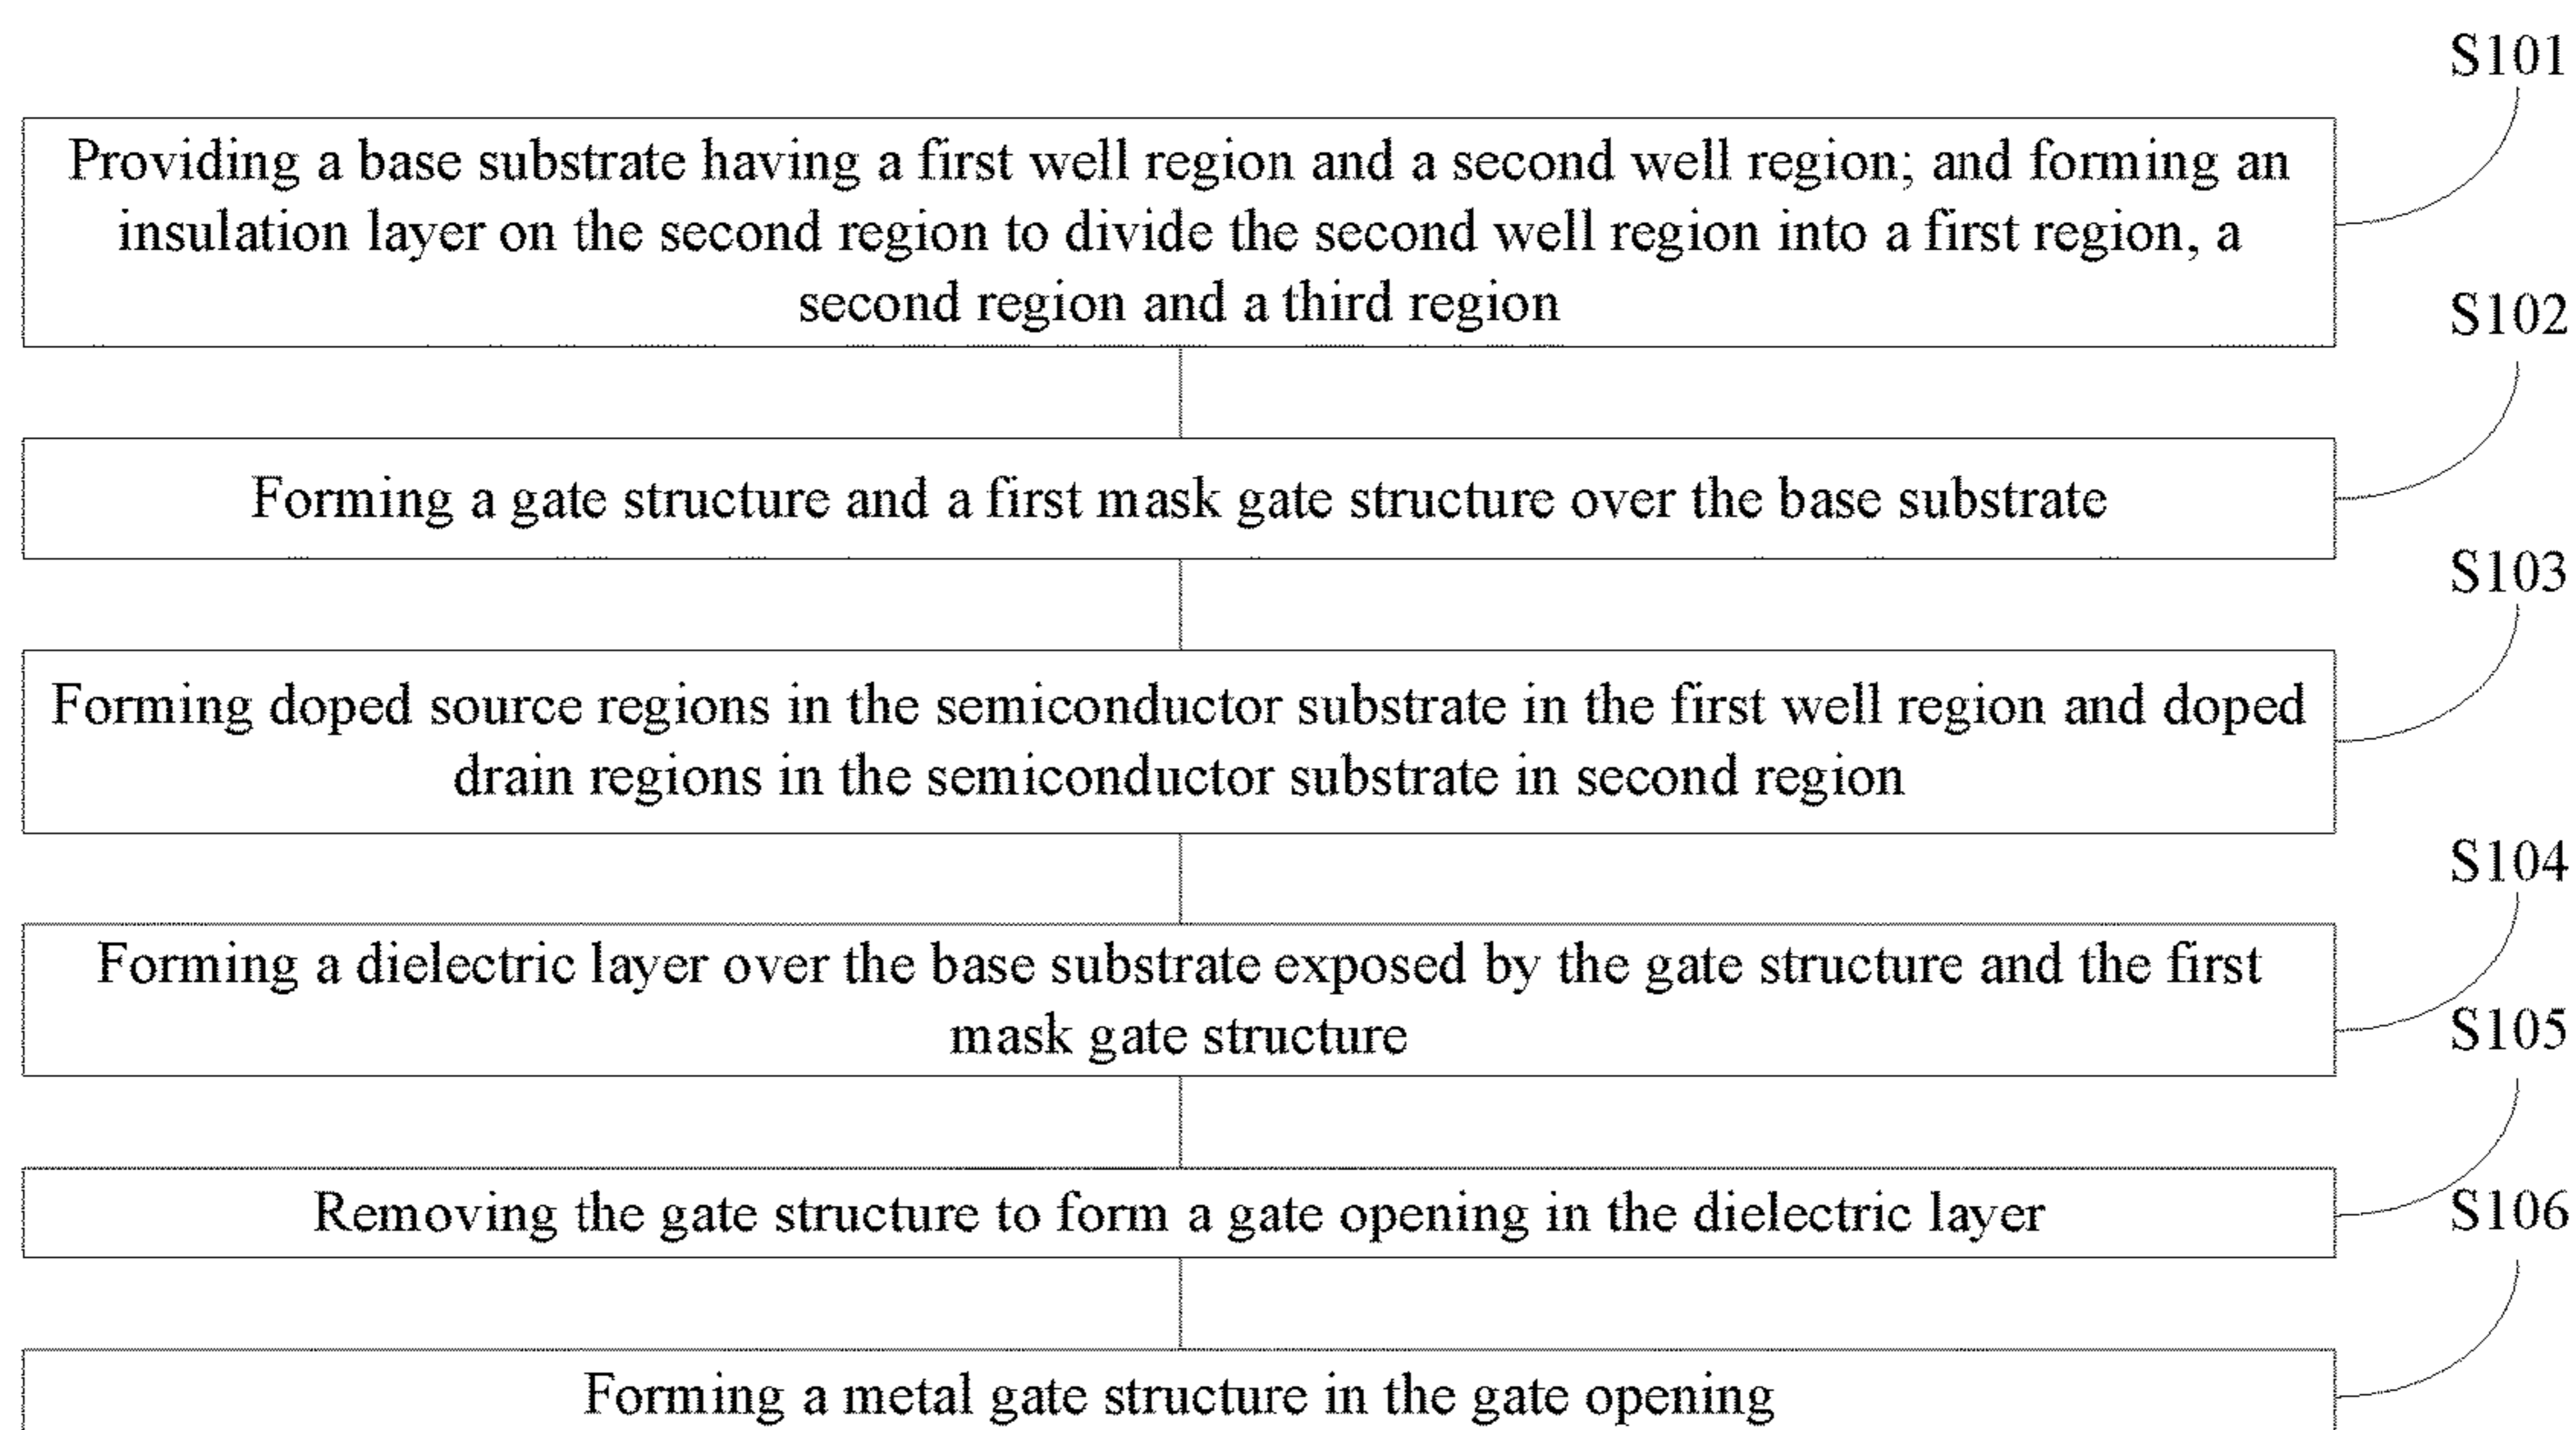 S101
Providing a base substrate having a first well region and a second well region; and forming an
insulation layer on the second region to divide the second well region into a first region, a
second region and a third region
S102
Forming a gate structure and a first mask gate structure over the base substrate
S103
Forming doped source regions in the semiconductor substrate in the first well region and doped
drain regions in the semiconductor substrate in second region
S104
Forming a dielectric layer over the base substrate exposed by the gate structure and the first
mask gate structure
S105
Removing the gate structure to form a gate opening in the dielectric layer
S106
Forming a metal gate structure in the gate opening